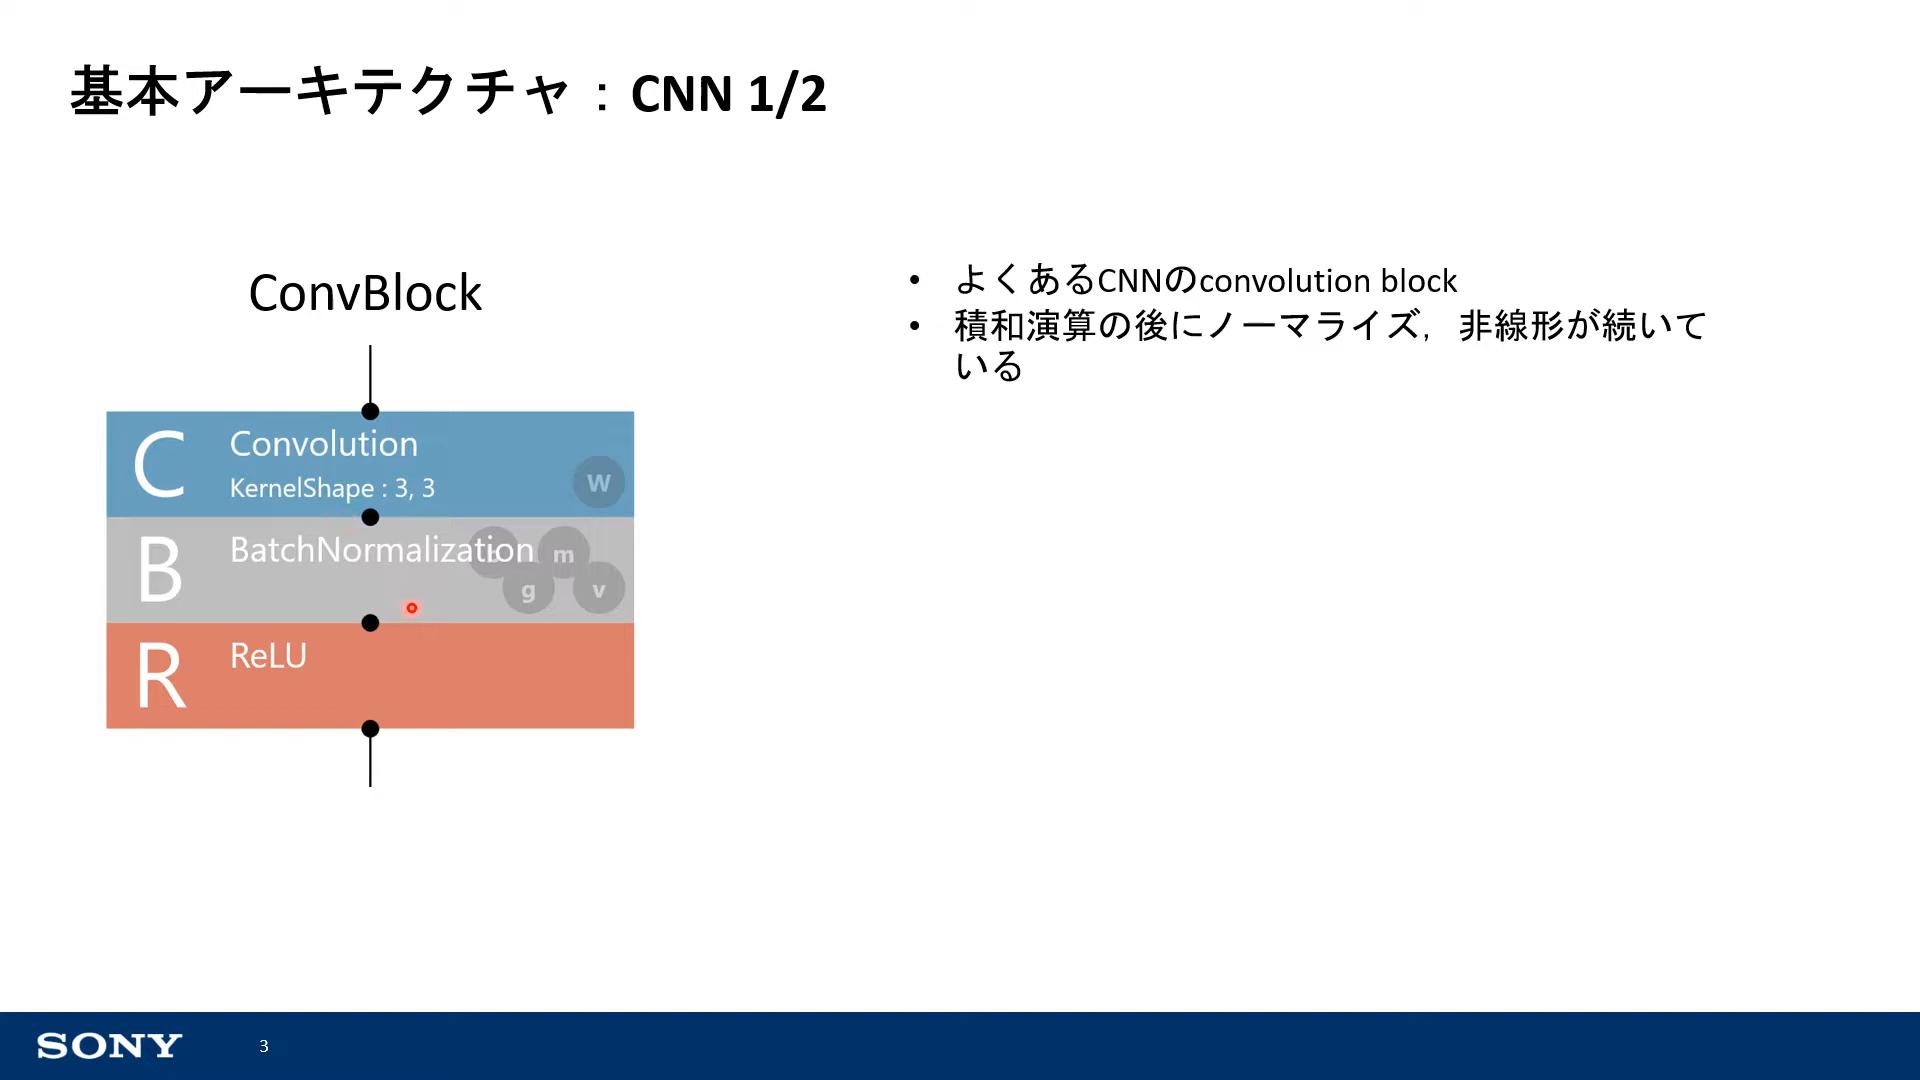 基本アーキテクチャ：CNN 1/2
ConvBlock
C
Convolution
KernelShape : 3, 3
W
B
BatchNormalization
m
g
v
R
ReLU
• よくあるCNNのconvolution block
• 積和演算の後にノーマライズ，非線形が続いて
いる
SONY
3